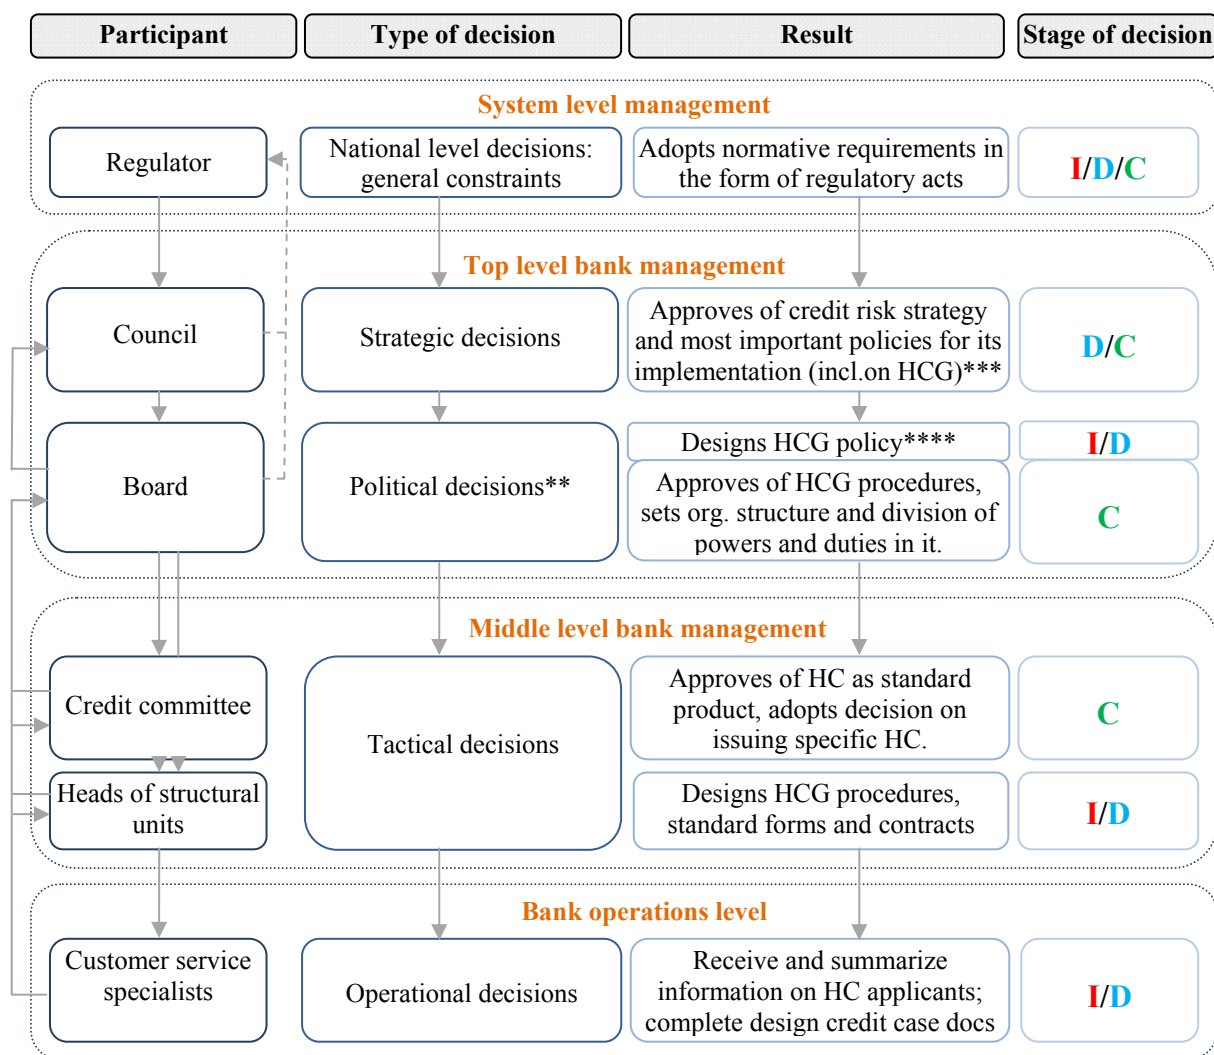 Participant
Type of decision
Result
Stage of decision
System level management
Regulator
National level decisions:
general constraints
Adopts normative requirements in
the form of regulatory acts
I/D/C
Top level bank management
Council
Strategic decisions
Approves of credit risk strategy
and most important policies for its
implementation (incl.on HCG)***
D/C
Board
Political decisions**
Designs HCG policy****
I/D
Approves of HCG procedures,
sets org. structure and division of
powers and duties in it.
C
Middle level bank management
Credit committee
Tactical decisions
Approves of HC as standard
product, adopts decision on
issuing specific HC.
C
Heads of structural
units
Designs HCG procedures,
standard forms and contracts
I/D
Bank operations level
Customer service
specialists
Operational decisions
Receive and summarize
information on HC applicants;
complete design credit case docs
I/D